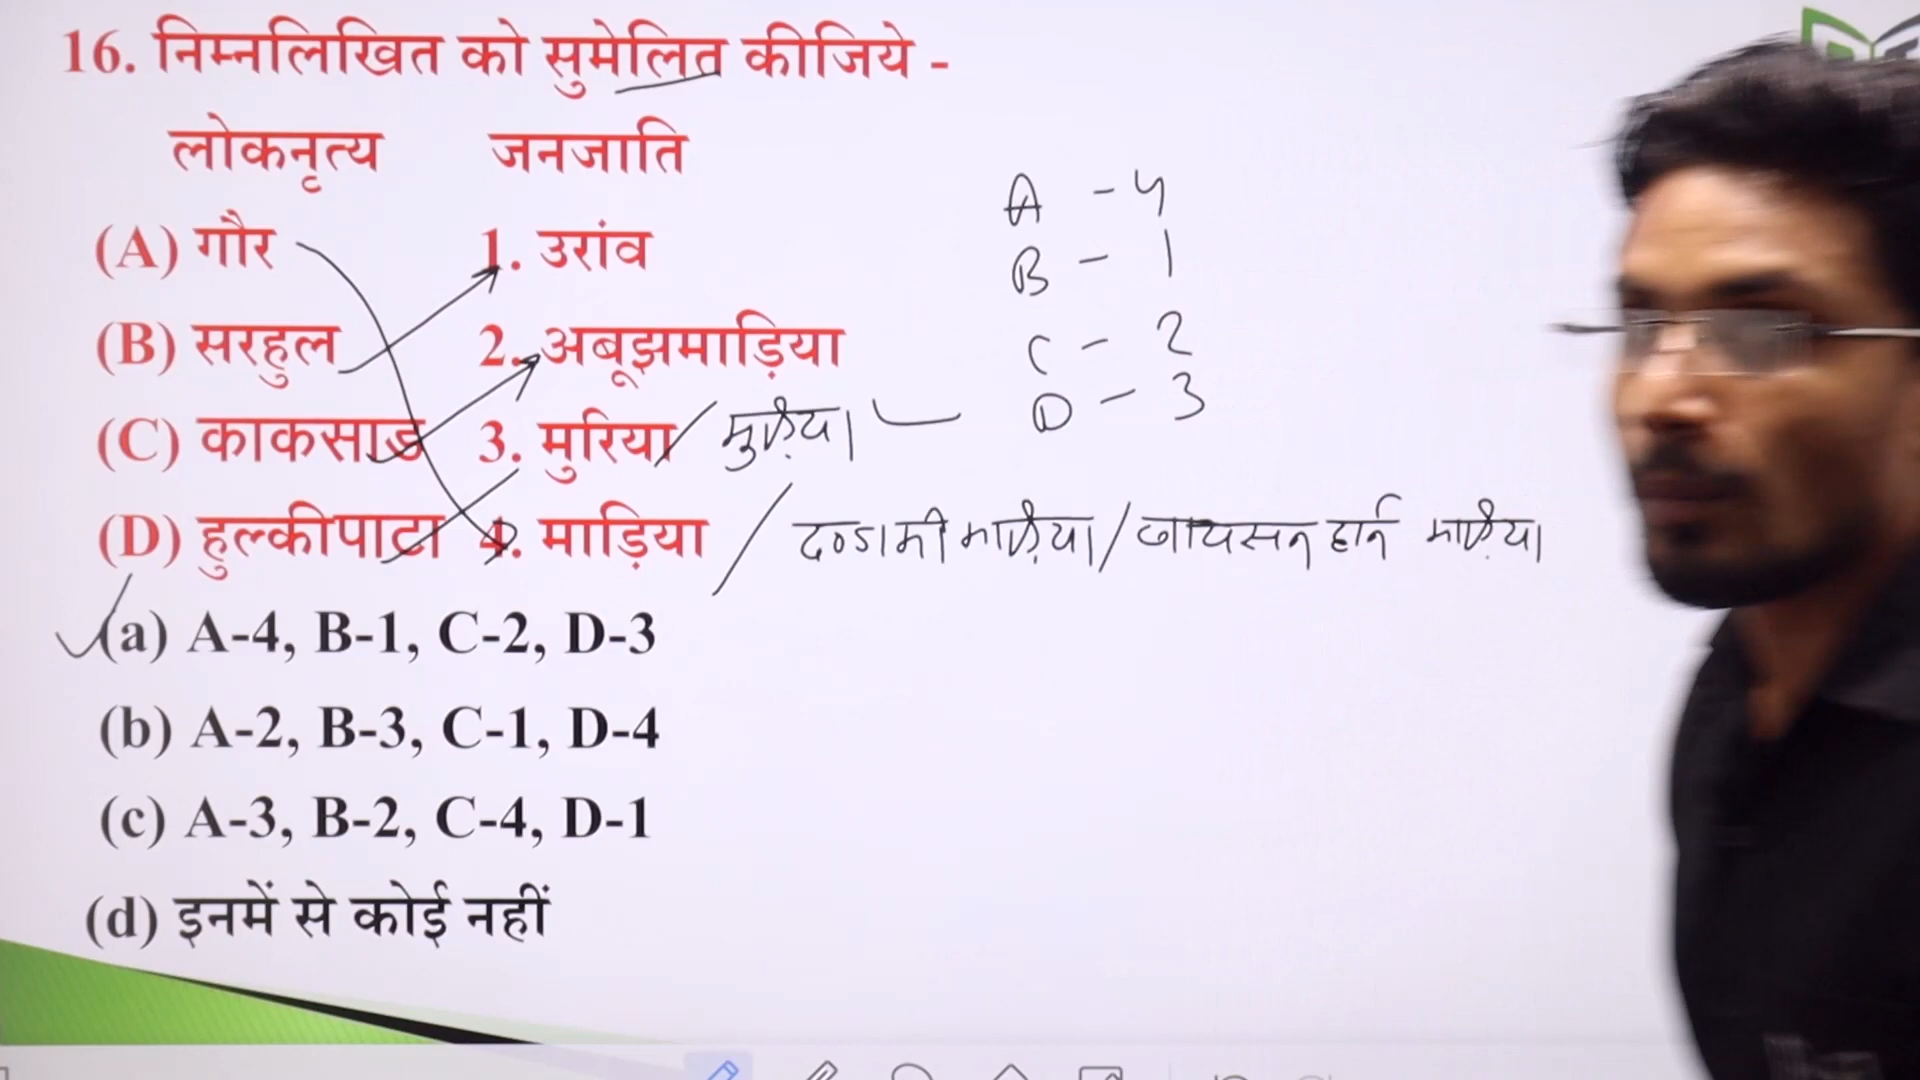 16. निम्नलिखित को सुमेलित कीजिये -
लोकनृत्य जनजाति
(A) गौर 1. उरांव
(B) सरहुल 2. अबूझमाड़िया
(C) काकसाड 3. मुरिया / मुड़िया
(D) हुल्कीपाटा 4. माड़िया / दण्डामी माड़िया / बायसन हार्न माड़िया
A - 4
B - 1
C - 2
D - 3
(a) A-4, B-1, C-2, D-3
(b) A-2, B-3, C-1, D-4
(c) A-3, B-2, C-4, D-1
(d) इनमें से कोई नहीं